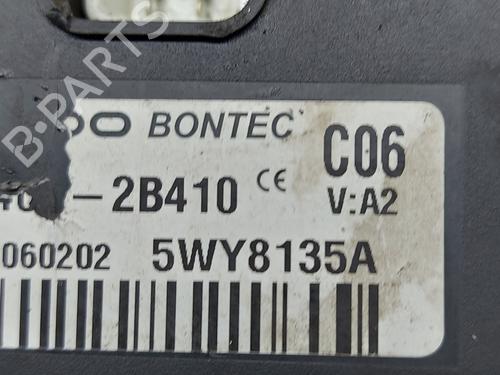 BONTEC
C06
-2B410 CE
V:A2
060202 5WY8135A
B-PARTS